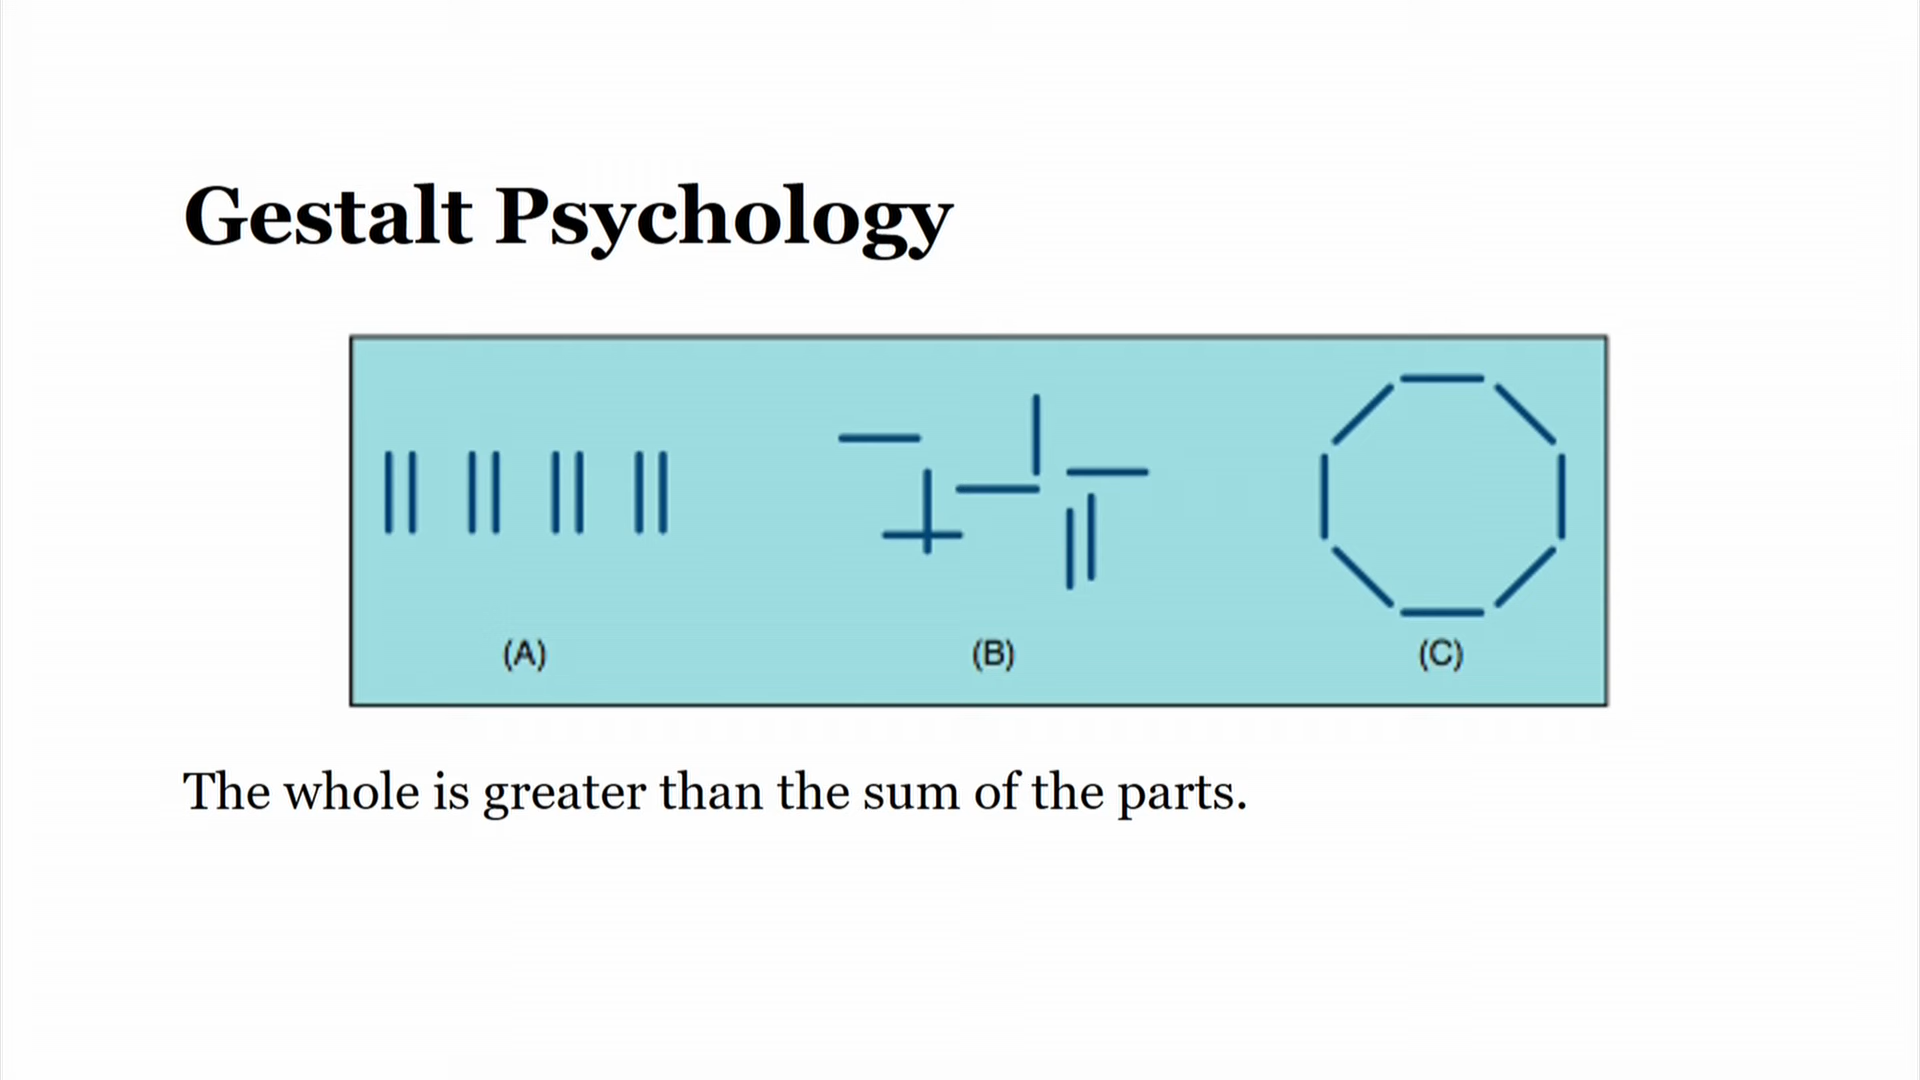 Gestalt Psychology
(A) (B) (C)
The whole is greater than the sum of the parts.